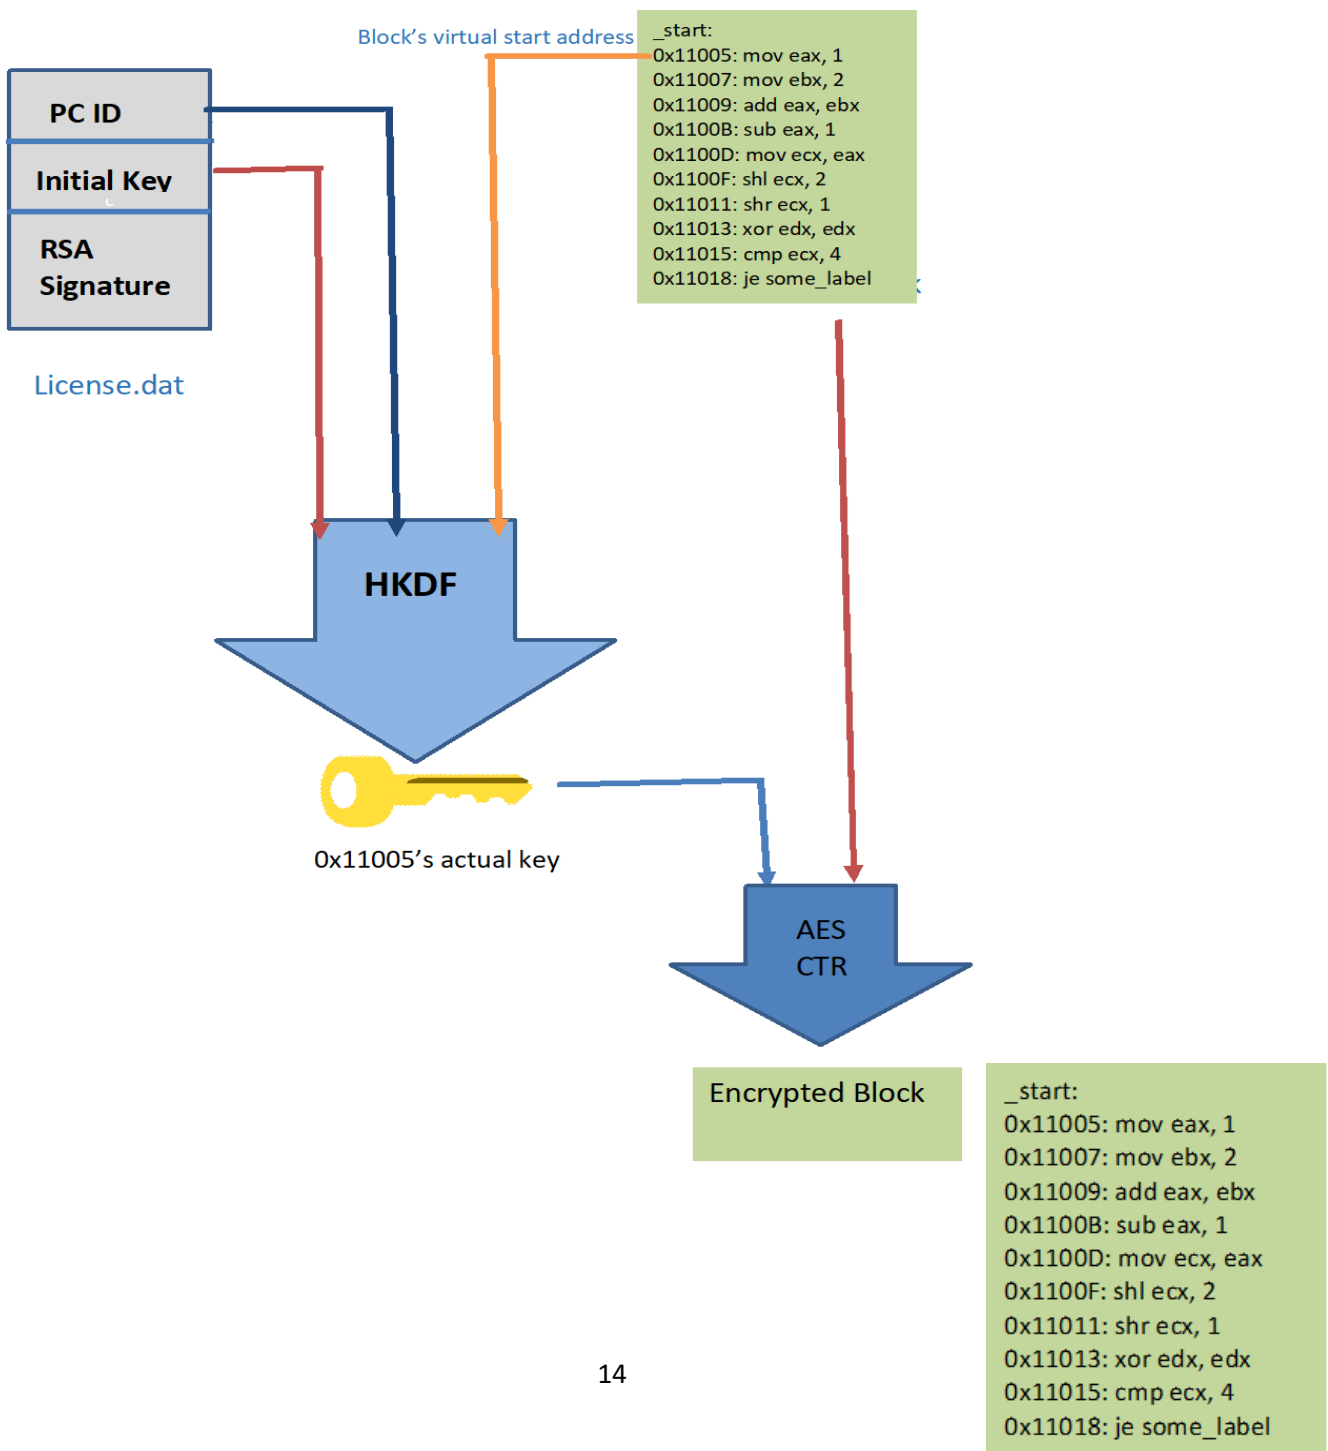 Block's virtual start address
_start:
0x11005: mov eax, 1
0x11007: mov ebx, 2
0x11009: add eax, ebx
0x1100B: sub eax, 1
0x1100D: mov ecx, eax
0x1100F: shl ecx, 2
0x11011: shr ecx, 1
0x11013: xor edx, edx
0x11015: cmp ecx, 4
0x11018: je some_label
PC ID
Initial Key
RSA
Signature
License.dat
HKDF
0x11005's actual key
AES
CTR
Encrypted Block
_start:
0x11005: mov eax, 1
0x11007: mov ebx, 2
0x11009: add eax, ebx
0x1100B: sub eax, 1
0x1100D: mov ecx, eax
0x1100F: shl ecx, 2
0x11011: shr ecx, 1
0x11013: xor edx, edx
0x11015: cmp ecx, 4
0x11018: je some_label
14